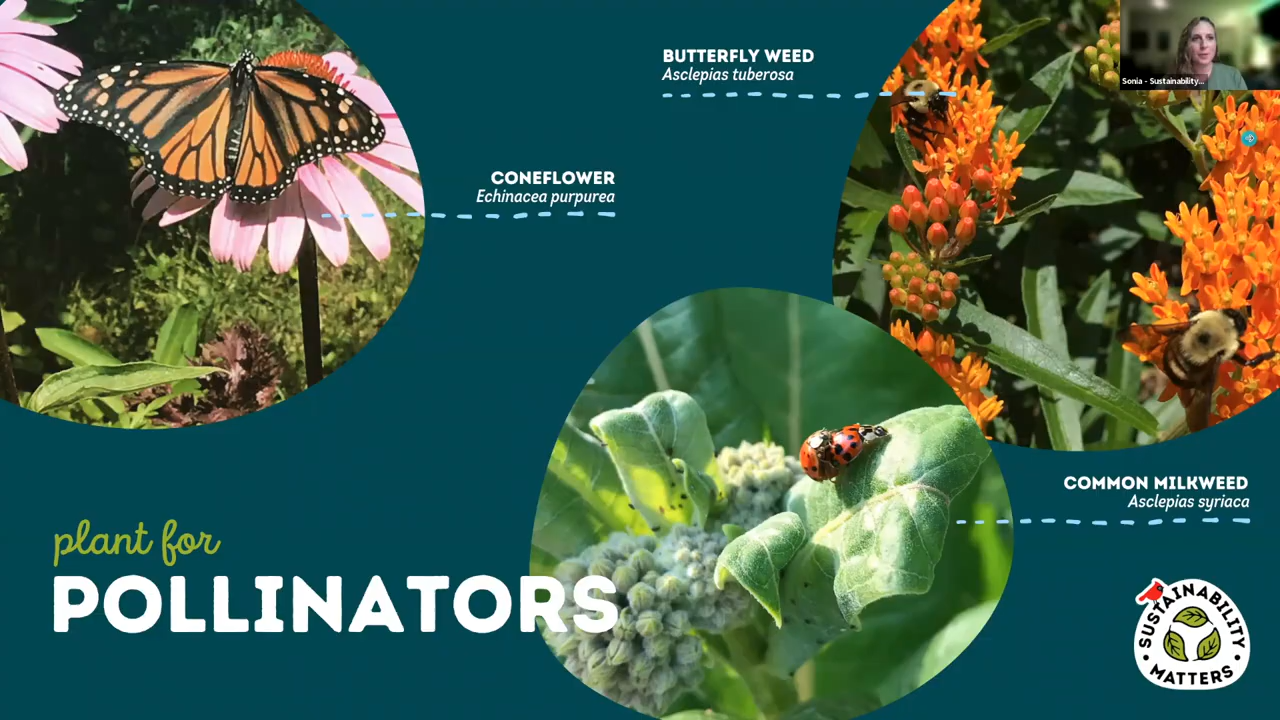 BUTTERFLY WEED
Asclepias tuberosa
Sonia - Sustainability...
CONEFLOWER
Echinacea purpurea
COMMON MILKWEED
Asclepias syriaca
plant for
POLLINATORS
SUSTAINABILITY
MATTERS